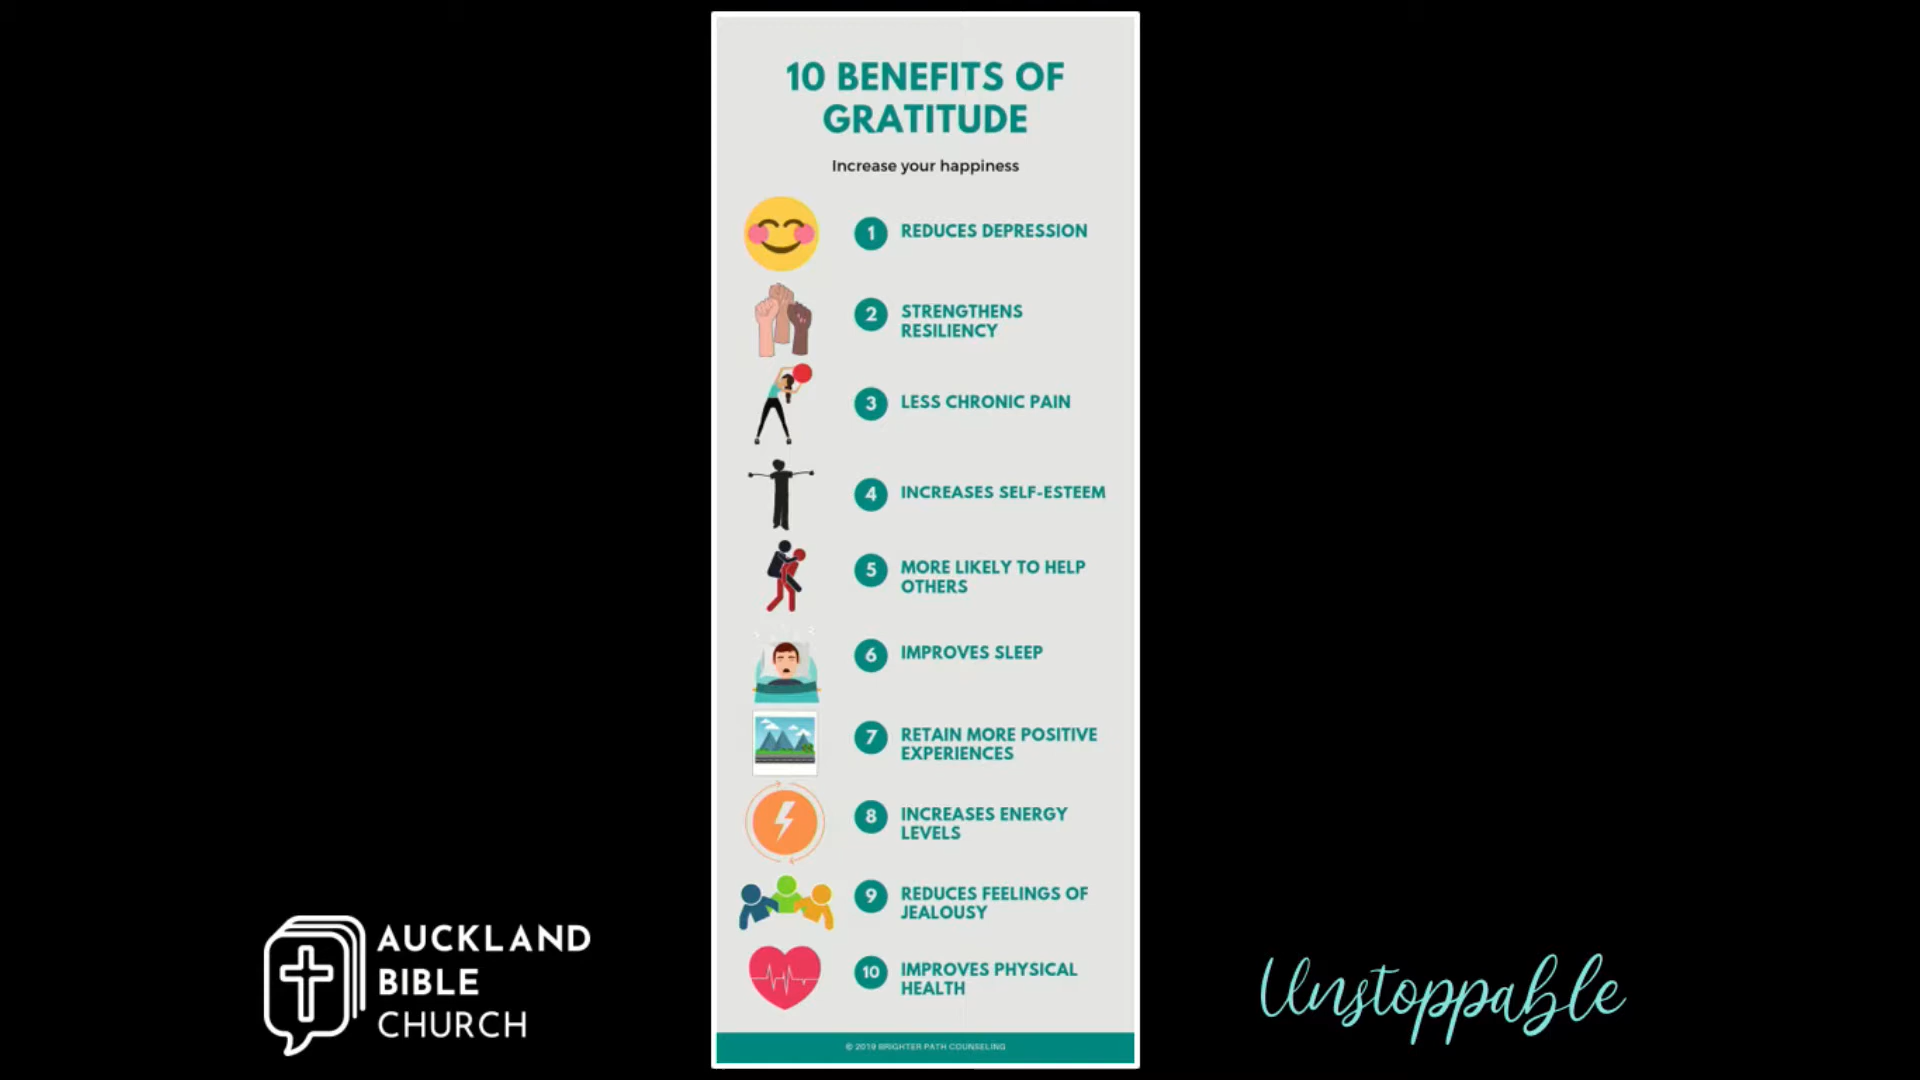 10 BENEFITS OF
GRATITUDE
Increase your happiness
1 REDUCES DEPRESSION
2 STRENGTHENS
RESILIENCY
3 LESS CHRONIC PAIN
4 INCREASES SELF-ESTEEM
5 MORE LIKELY TO HELP
OTHERS
6 IMPROVES SLEEP
7 RETAIN MORE POSITIVE
EXPERIENCES
8 INCREASES ENERGY
LEVELS
9 REDUCES FEELINGS OF
JEALOUSY
10 IMPROVES PHYSICAL
HEALTH
© 2019 BRIGHTER PATH COUNSELING
AUCKLAND
BIBLE
CHURCH
Unstoppable